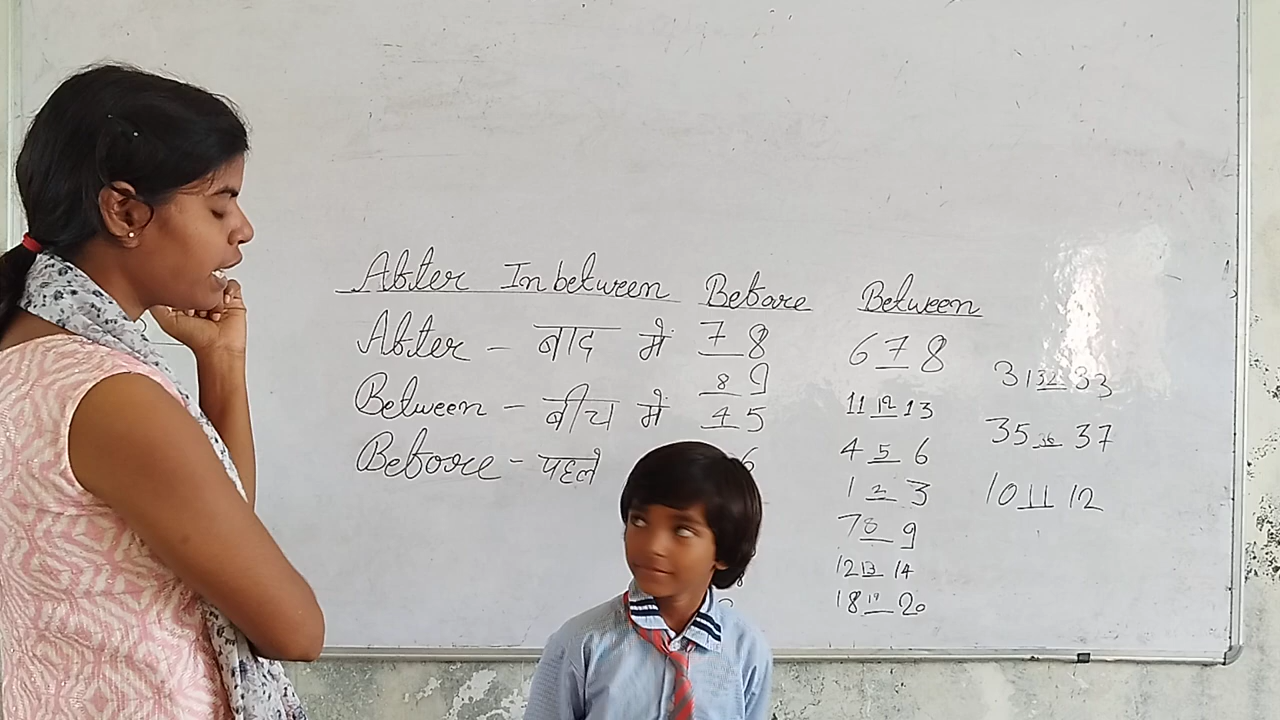 After Inbetween Before Between
After - बाद में 7 8
Between - बीच में 8 9
4 5
Before - पहले 6
6 7 8
11 12 13
4 5 6
1 2 3
7 8 9
12 13 14
18 19 20
31 32 33
35 36 37
10 11 12